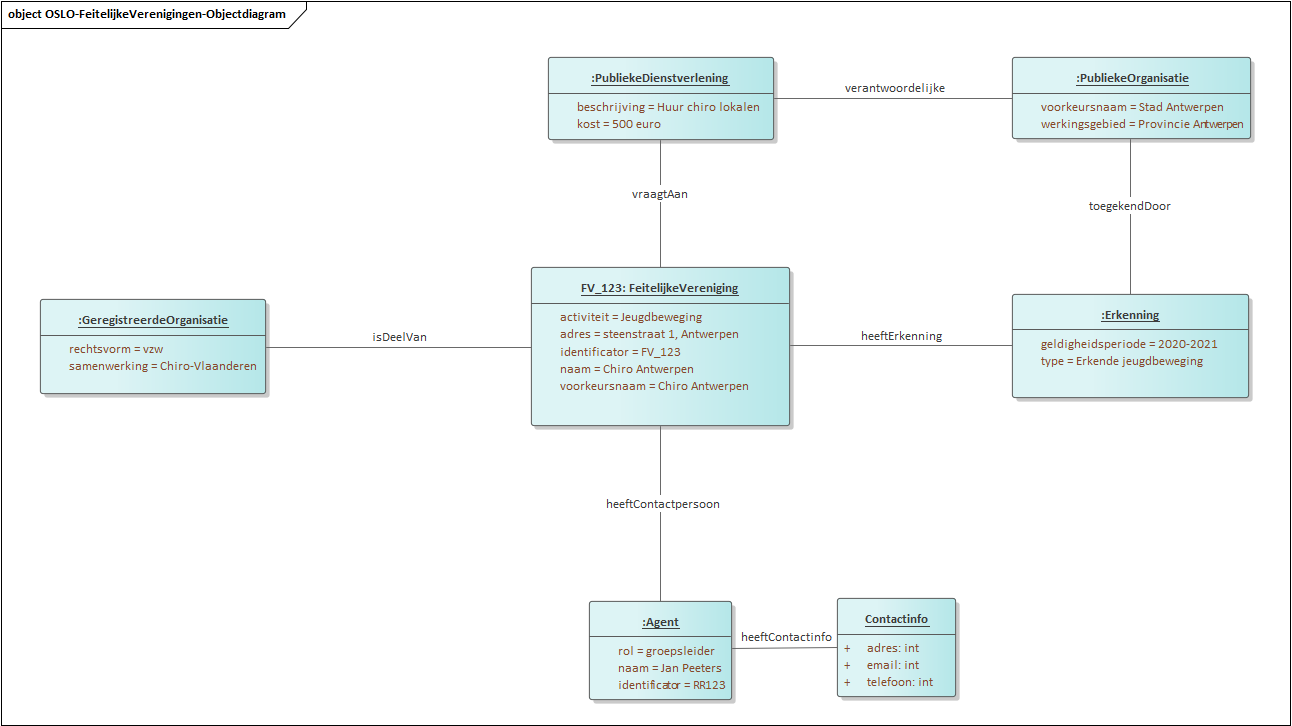 object OSLO-FeitelijkeVerenigingen-Objectdiagram
:PubliekeDienstverlening
beschrijving = Huur chiro lokalen
kost = 500 euro
verantwoordelijke
:PubliekeOrganisatie
voorkeursnaam = Stad Antwerpen
werkingsgebied = Provincie Antwerpen
vraagtAan
toegekendDoor
:GeregistreerdeOrganisatie
rechtsvorm = vzw
samenwerking = Chiro-Vlaanderen
isDeelVan
FV_123: FeitelijkeVereniging
activiteit = Jeugdbeweging
adres = steenstraat 1, Antwerpen
identificator = FV_123
naam = Chiro Antwerpen
voorkeursnaam = Chiro Antwerpen
heeftErkenning
:Erkenning
geldigheidsperiode = 2020-2021
type = Erkende jeugdbeweging
heeftContactpersoon
:Agent
rol = groepsleider
naam = Jan Peeters
identificator = RR123
heeftContactinfo
Contactinfo
+ adres: int
+ email: int
+ telefoon: int